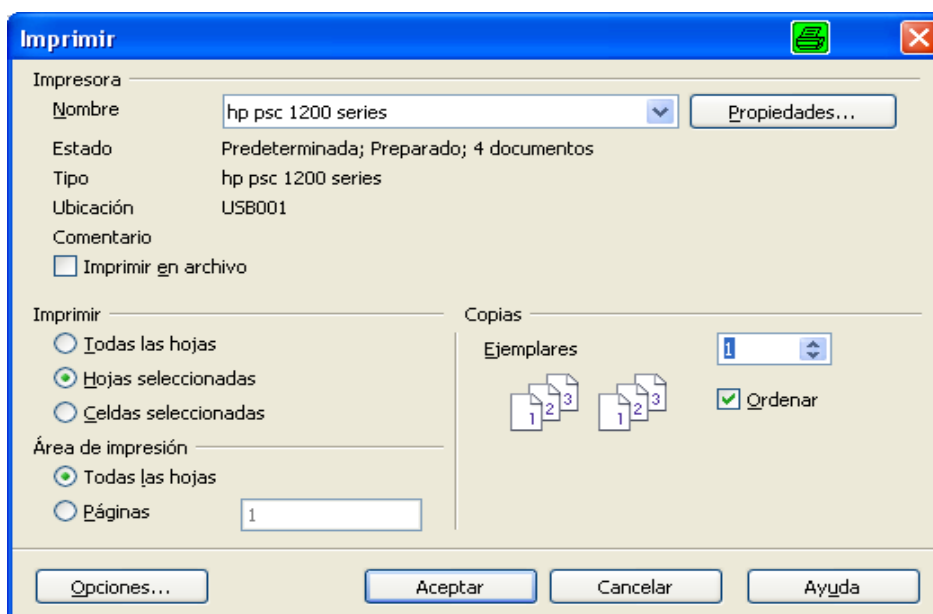 Imprimir
Impresora
Nombre hp psc 1200 series Propiedades...
Estado Predeterminada; Preparado; 4 documentos
Tipo hp psc 1200 series
Ubicación USB001
Comentario
Imprimir en archivo
Imprimir
Todas las hojas
Hojas seleccionadas
Celdas seleccionadas
Área de impresión
Todas las hojas
Páginas 1
Copias
Ejemplares 1
1 2 3 1 2 3
Ordenar
Opciones... Aceptar Cancelar Ayuda